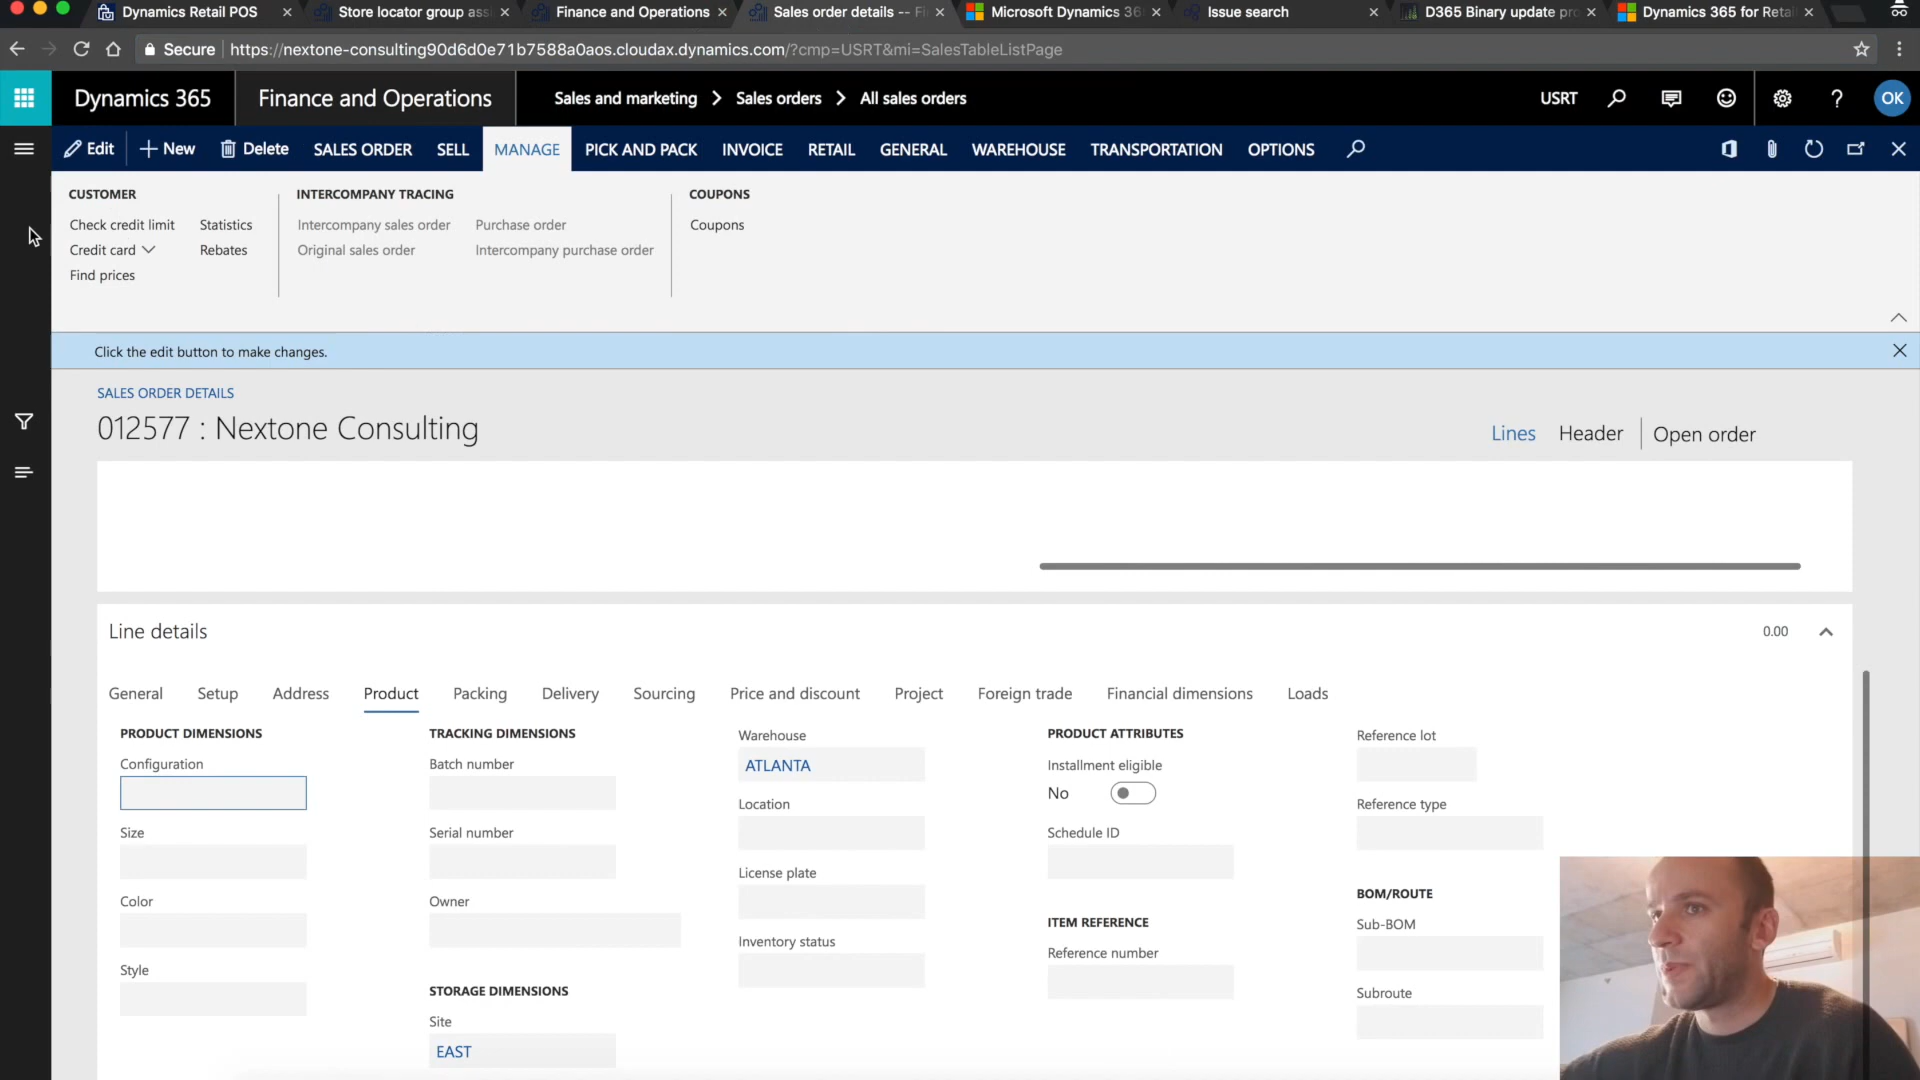 Dynamics Retail POS
Store locator group ass
Finance and Operations
Sales order details -- Fi
Microsoft Dynamics 36
Issue search
D365 Binary update pro
Dynamics 365 for Retai
Secure https://nextone-consulting90d6d0e71b7588a0aos.cloudax.dynamics.com/?cmp=USRT&mi=SalesTableListPage
Dynamics 365 Finance and Operations Sales and marketing > Sales orders > All sales orders USRT ? OK
Edit + New Delete SALES ORDER SELL MANAGE PICK AND PACK INVOICE RETAIL GENERAL WAREHOUSE TRANSPORTATION OPTIONS
CUSTOMER INTERCOMPANY TRACING COUPONS
Check credit limit Statistics Intercompany sales order Purchase order Coupons
Credit card Rebates Original sales order Intercompany purchase order
Find prices
Click the edit button to make changes.
SALES ORDER DETAILS
012577 : Nextone Consulting
Lines Header Open order
Line details 0.00
General Setup Address Product Packing Delivery Sourcing Price and discount Project Foreign trade Financial dimensions Loads
PRODUCT DIMENSIONS
Configuration
Size
Color
Style
TRACKING DIMENSIONS
Batch number
Serial number
Owner
STORAGE DIMENSIONS
Site
EAST
Warehouse
ATLANTA
Location
License plate
Inventory status
PRODUCT ATTRIBUTES
Installment eligible
No
Schedule ID
ITEM REFERENCE
Reference number
Reference lot
Reference type
BOM/ROUTE
Sub-BOM
Subroute